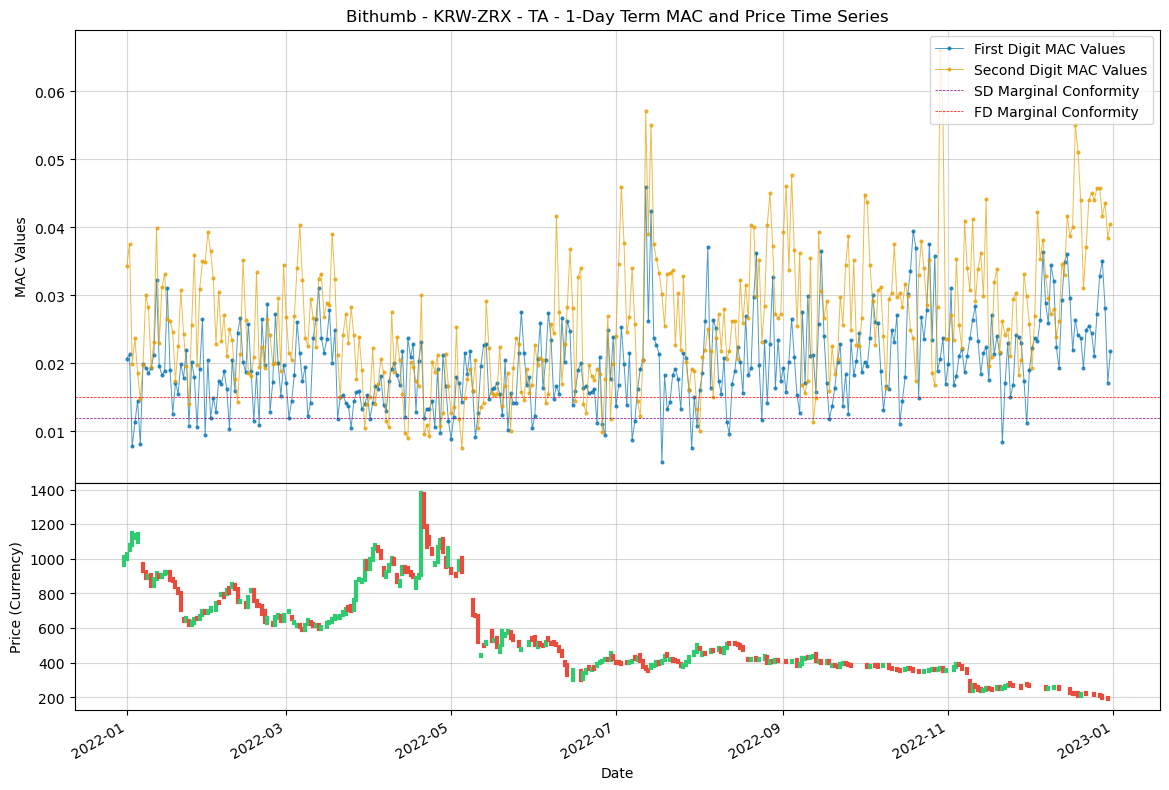 Bithumb - KRW-ZRX - TA - 1-Day Term MAC and Price Time Series
First Digit MAC Values
Second Digit MAC Values
SD Marginal Conformity
FD Marginal Conformity
MAC Values
0.06
0.05
0.04
0.03
0.02
0.01
Price (Currency)
1400
1200
1000
800
600
400
200
2022-01
2022-03
2022-05
2022-07
2022-09
2022-11
2023-01
Date